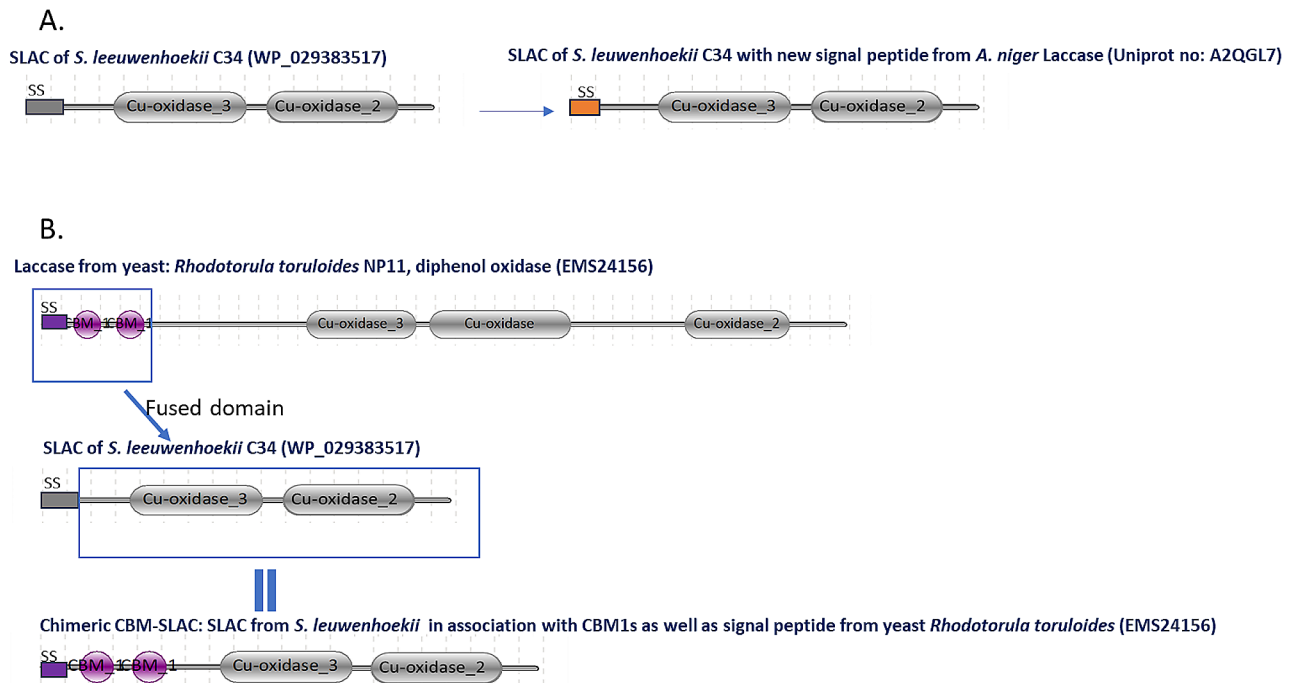 A.
SLAC of S. leeuwenhoekii C34 (WP_029383517)
SS
Cu-oxidase_3
Cu-oxidase_2
SLAC of S. leuwenhoekii C34 with new signal peptide from A. niger Laccase (Uniprot no: A2QGL7)
SS
Cu-oxidase_3
Cu-oxidase_2
B.
Laccase from yeast: Rhodotorula toruloides NP11, diphenol oxidase (EMS24156)
SS
CBM_1
CBM_1
Cu-oxidase_3
Cu-oxidase
Cu-oxidase_2
Fused domain
SLAC of S. leeuwenhoekii C34 (WP_029383517)
SS
Cu-oxidase_3
Cu-oxidase_2
Chimeric CBM-SLAC: SLAC from S. leuwenhoekii in association with CBM1s as well as signal peptide from yeast Rhodotorula toruloides (EMS24156)
SS
CBM_1
CBM_1
Cu-oxidase_3
Cu-oxidase_2